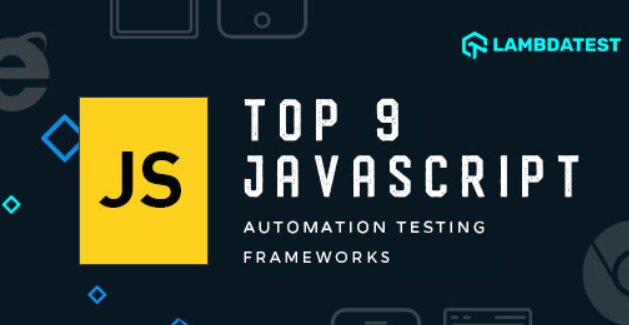 LAMBDATEST
TOP 9
JAVASCRIPT
JS
AUTOMATION TESTING
FRAMEWORKS